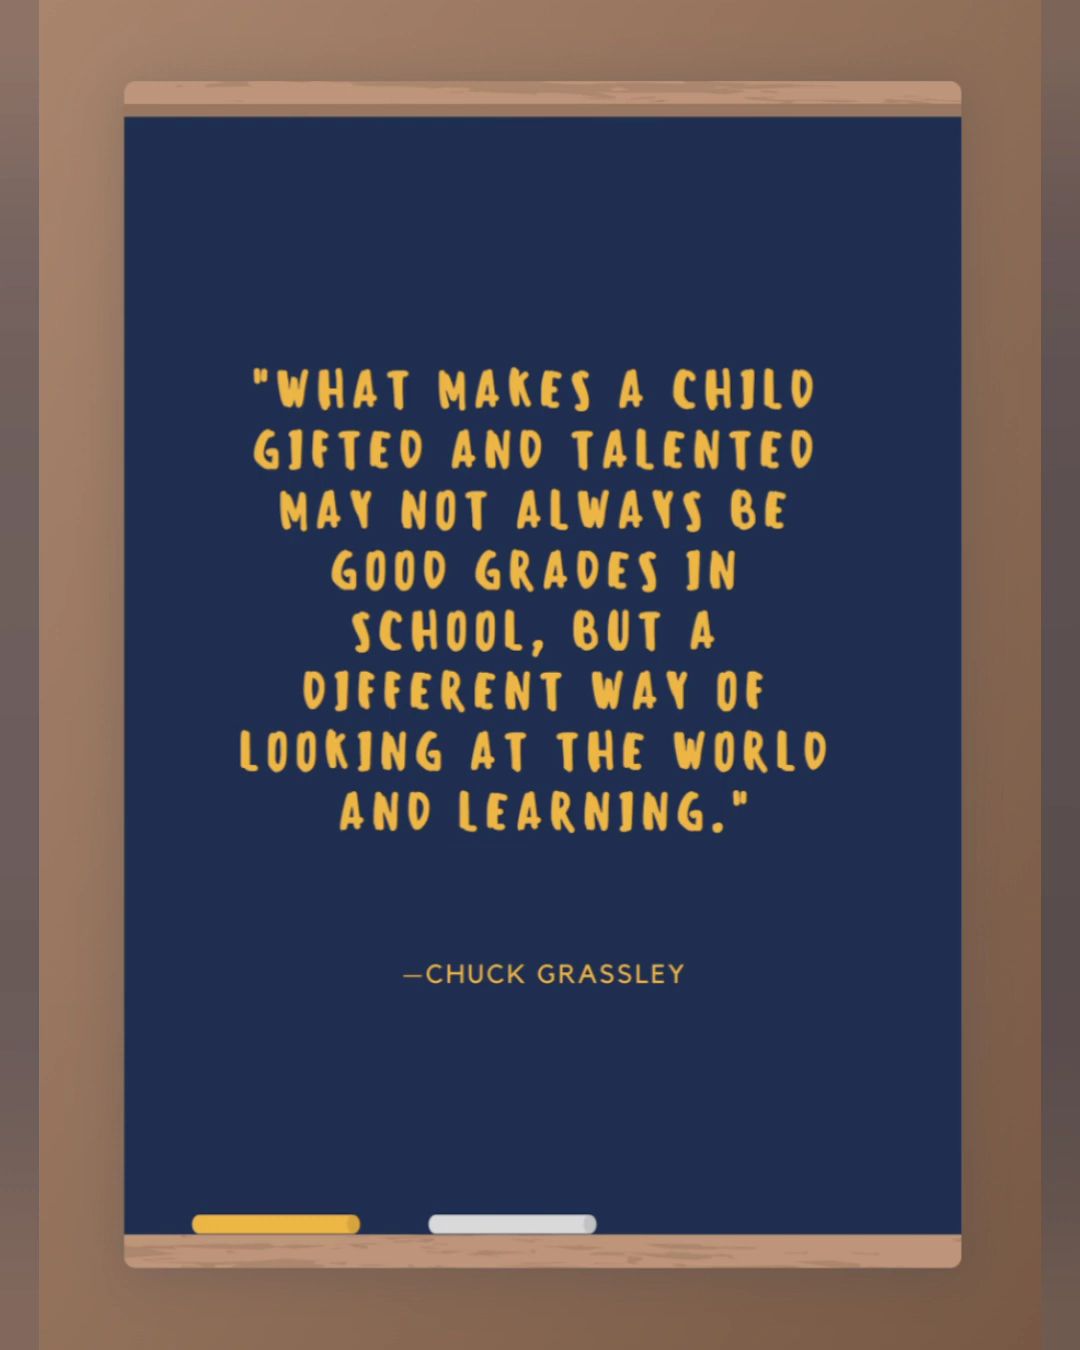 "WHAT MAKES A CHILD
GIFTED AND TALENTED
MAY NOT ALWAYS BE
GOOD GRADES IN
SCHOOL, BUT A
DIFFERENT WAY OF
LOOKING AT THE WORLD
AND LEARNING."
—CHUCK GRASSLEY